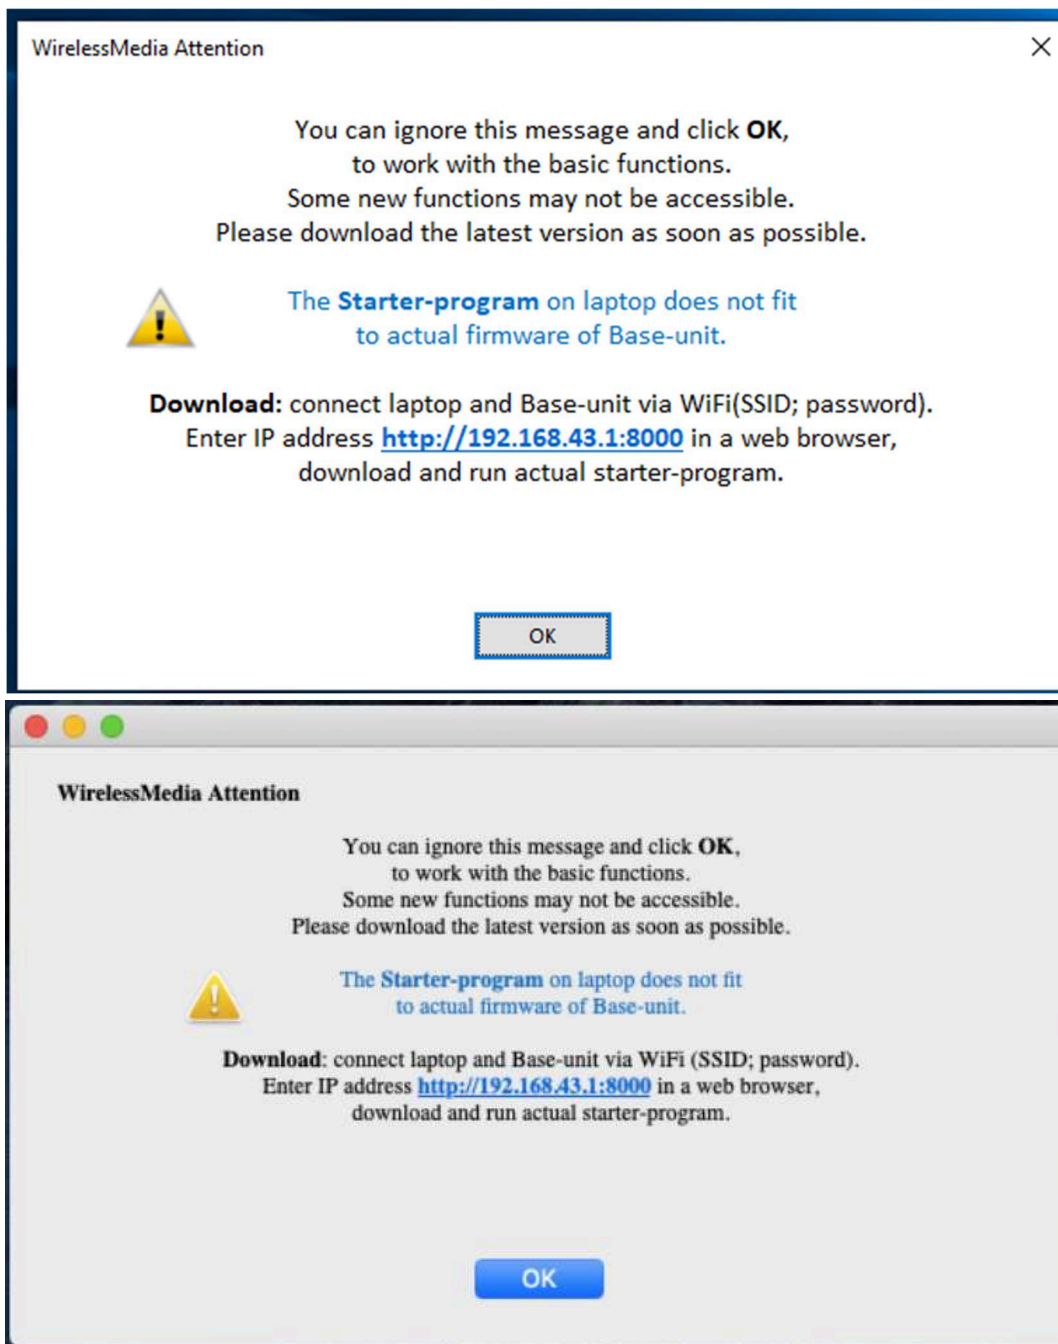 WirelessMedia Attention
You can ignore this message and click OK,
to work with the basic functions.
Some new functions may not be accessible.
Please download the latest version as soon as possible.
The Starter-program on laptop does not fit
to actual firmware of Base-unit.
Download: connect laptop and Base-unit via WiFi(SSID; password).
Enter IP address http://192.168.43.1:8000 in a web browser,
download and run actual starter-program.
OK
WirelessMedia Attention
You can ignore this message and click OK,
to work with the basic functions.
Some new functions may not be accessible.
Please download the latest version as soon as possible.
The Starter-program on laptop does not fit
to actual firmware of Base-unit.
Download: connect laptop and Base-unit via WiFi (SSID; password).
Enter IP address http://192.168.43.1:8000 in a web browser,
download and run actual starter-program.
OK